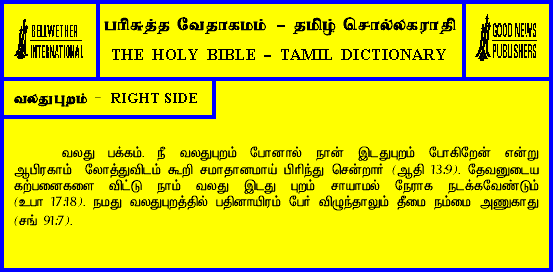 BELLWETHER
INTERNATIONAL
பரிசுத்த வேதாகமம் - தமிழ் சொல்லகராதி
THE HOLY BIBLE - TAMIL DICTIONARY
GOOD NEWS
PUBLISHERS
வலதுபுறம் - RIGHT SIDE
வலது பக்கம். நீ வலதுபுறம் போனால் நான் இடதுபுறம் போகிறேன் என்று
ஆபிரகாம் லோத்துவிடம் கூறி சமாதானமாய் பிரிந்து சென்றார் (ஆதி 13:9). தேவனுடைய
கற்பனைகளை விட்டு நாம் வலது இடது புறம் சாயாமல் நேராக நடக்கவேண்டும்
(உபா 17:18). நமது வலதுபுறத்தில் பதினாயிரம் பேர் விழுந்தாலும் தீமை நம்மை அணுகாது
(சங் 91:7).